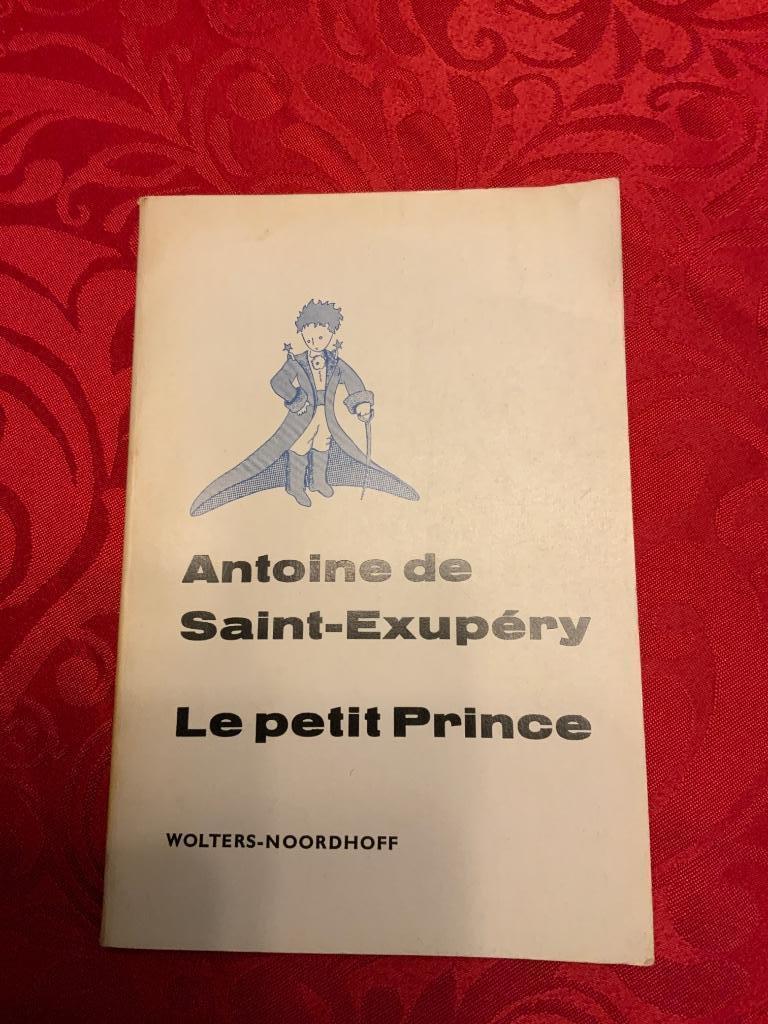 Antoine de
Saint-Exupéry
Le petit Prince
WOLTERS-NOORDHOFF